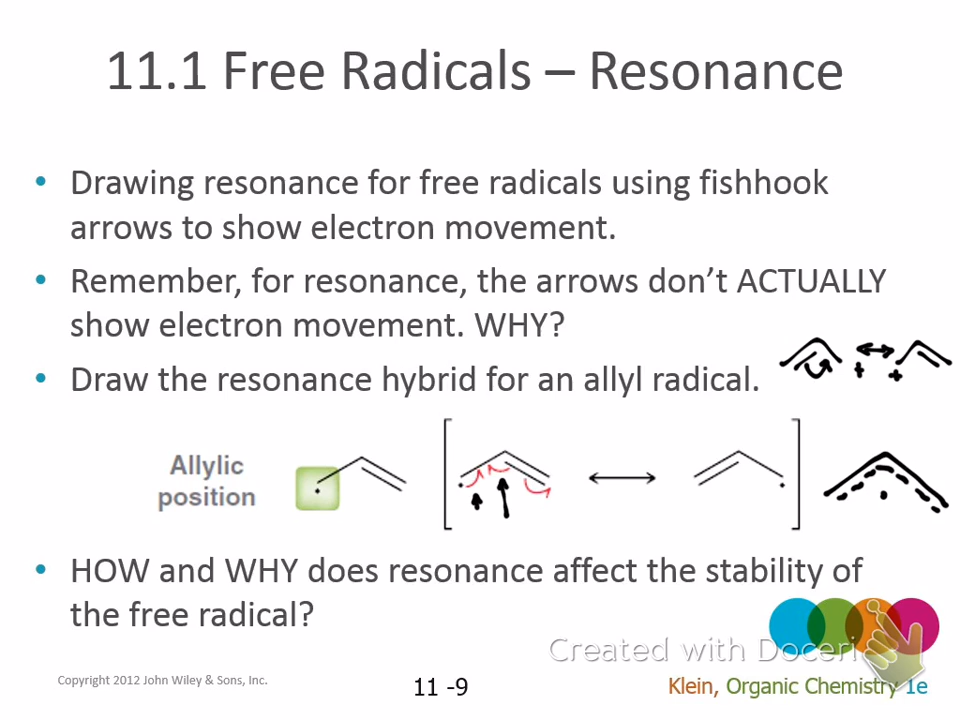 11.1 Free Radicals – Resonance
• Drawing resonance for free radicals using fishhook
arrows to show electron movement.
• Remember, for resonance, the arrows don’t ACTUALLY
show electron movement. WHY?
• Draw the resonance hybrid for an allyl radical.
Allylic
position
• HOW and WHY does resonance affect the stability of
the free radical?
Created with Doceri
Copyright 2012 John Wiley & Sons, Inc.
11 -9
Klein, Organic Chemistry 1e